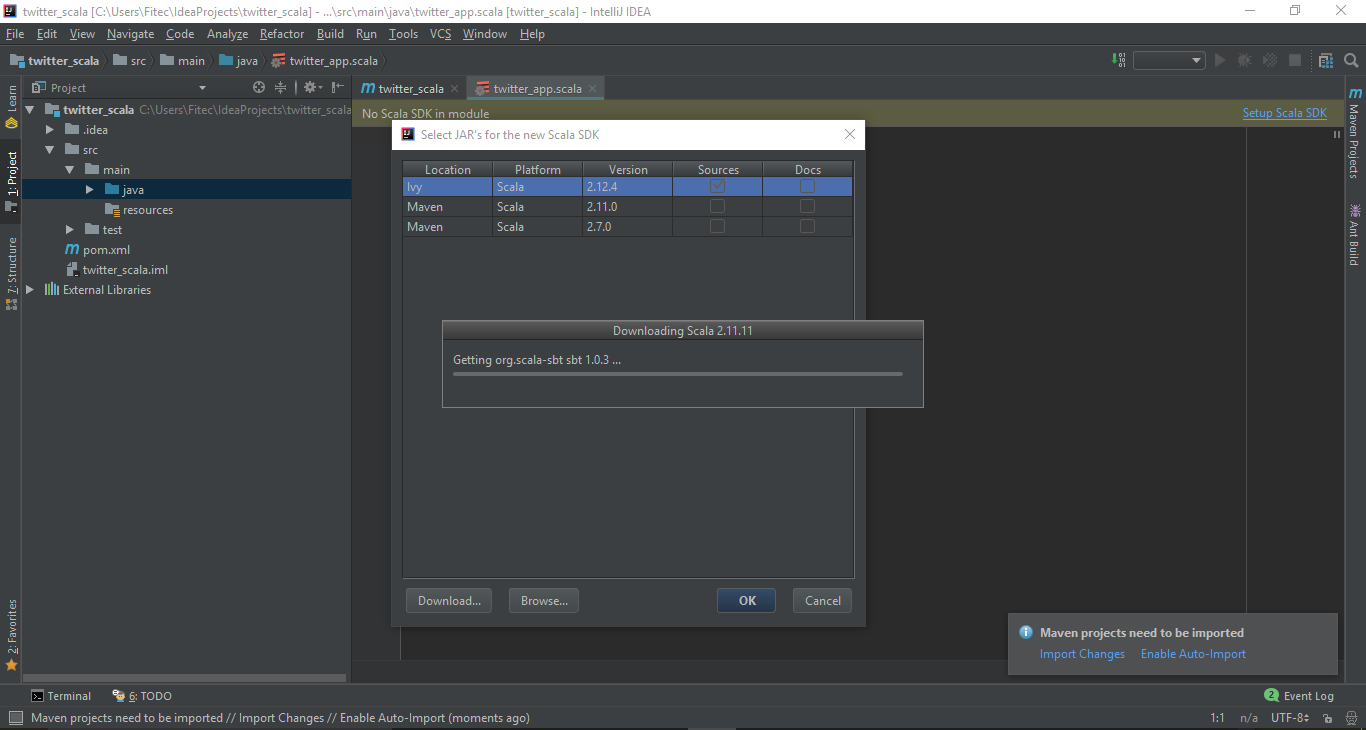 twitter_scala [C:\Users\Fitec\IdeaProjects\twitter_scala] - ...\src\main\java\twitter_app.scala [twitter_scala] - IntelliJ IDEA
File Edit View Navigate Code Analyze Refactor Build Run Tools VCS Window Help
twitter_scala src main java twitter_app.scala
Learn
1: Project
7: Structure
2: Favorites
Project
twitter_scala C:\Users\Fitec\IdeaProjects\twitter_scala
.idea
src
main
java
resources
test
pom.xml
twitter_scala.iml
External Libraries
twitter_scala twitter_app.scala
No Scala SDK in module Setup Scala SDK
Select JAR's for the new Scala SDK
Location Platform Version Sources Docs
Ivy Scala 2.12.4
Maven Scala 2.11.0
Maven Scala 2.7.0
Downloading Scala 2.11.11
Getting org.scala-sbt sbt 1.0.3 ...
Download... Browse... OK Cancel
Maven Projects
Ant Build
Maven projects need to be imported
Import Changes Enable Auto-Import
Terminal 6: TODO 2 Event Log
Maven projects need to be imported // Import Changes // Enable Auto-Import (moments ago) 1:1 n/a UTF-8